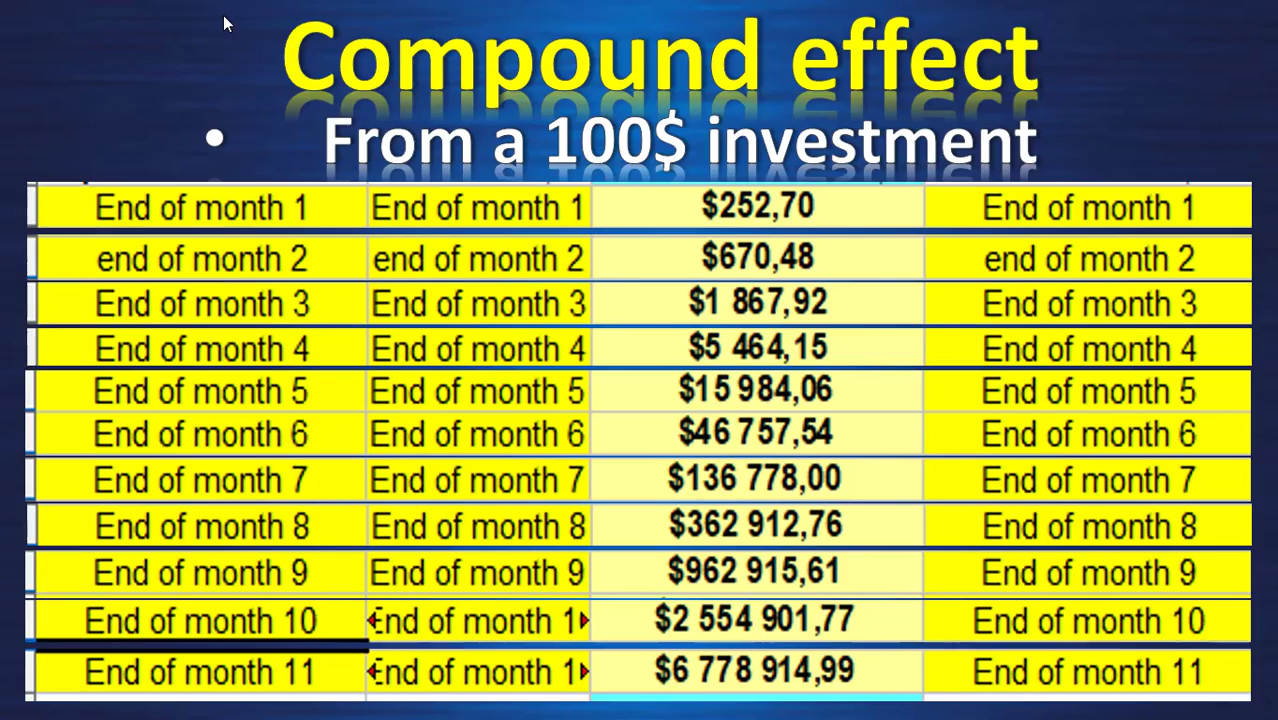 Compound effect
• From a 100$ investment
End of month 1 End of month 1 $252,70 End of month 1
end of month 2 end of month 2 $670,48 end of month 2
End of month 3 End of month 3 $1 867,92 End of month 3
End of month 4 End of month 4 $5 464,15 End of month 4
End of month 5 End of month 5 $15 984,06 End of month 5
End of month 6 End of month 6 $46 757,54 End of month 6
End of month 7 End of month 7 $136 778,00 End of month 7
End of month 8 End of month 8 $362 912,76 End of month 8
End of month 9 End of month 9 $962 915,61 End of month 9
End of month 10 End of month 1 $2 554 901,77 End of month 10
End of month 11 End of month 1 $6 778 914,99 End of month 11